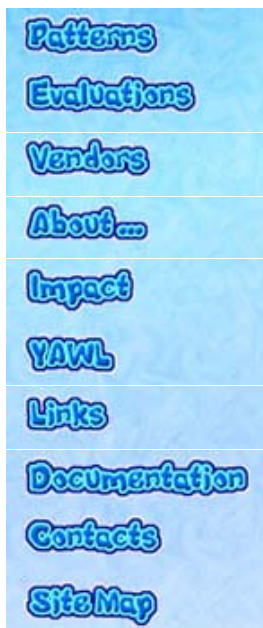 Patterns
Evaluations
Vendors
About...
Impact
YAWL
Links
Documentation
Contacts
Site Map